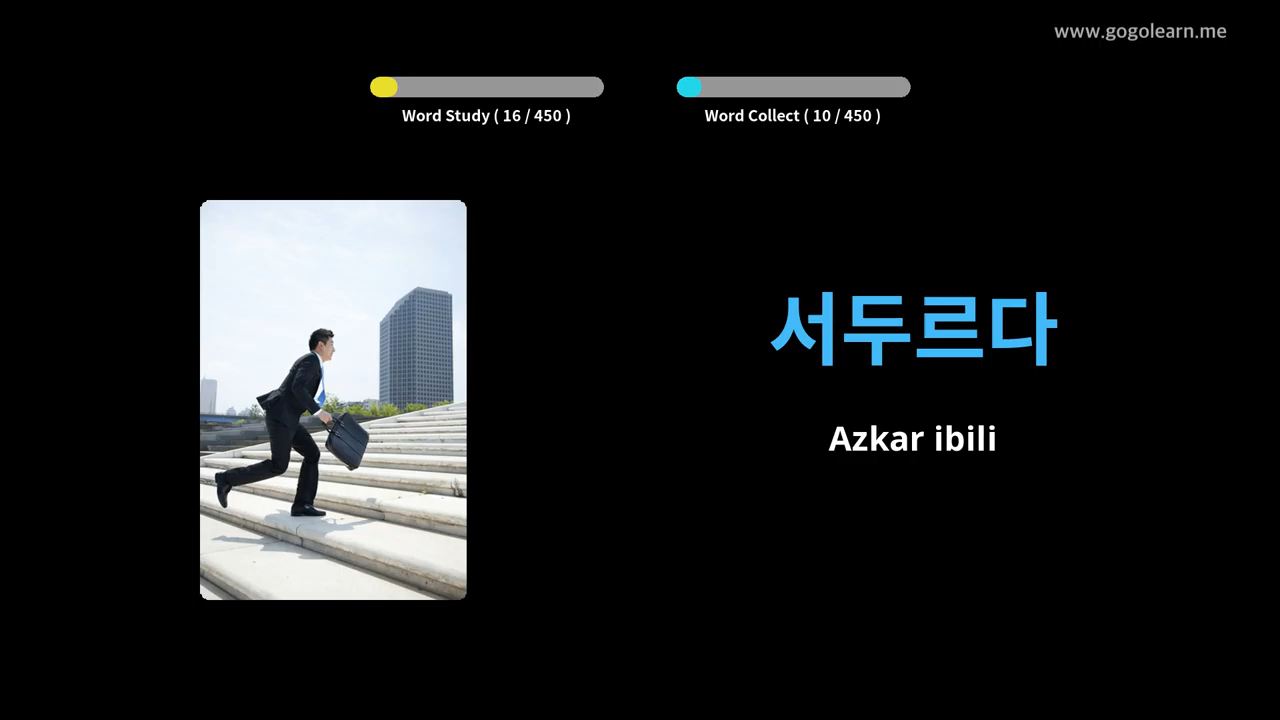 www.gogolearn.me
Word Study ( 16 / 450 )
Word Collect ( 10 / 450 )
서두르다
Azkar ibili